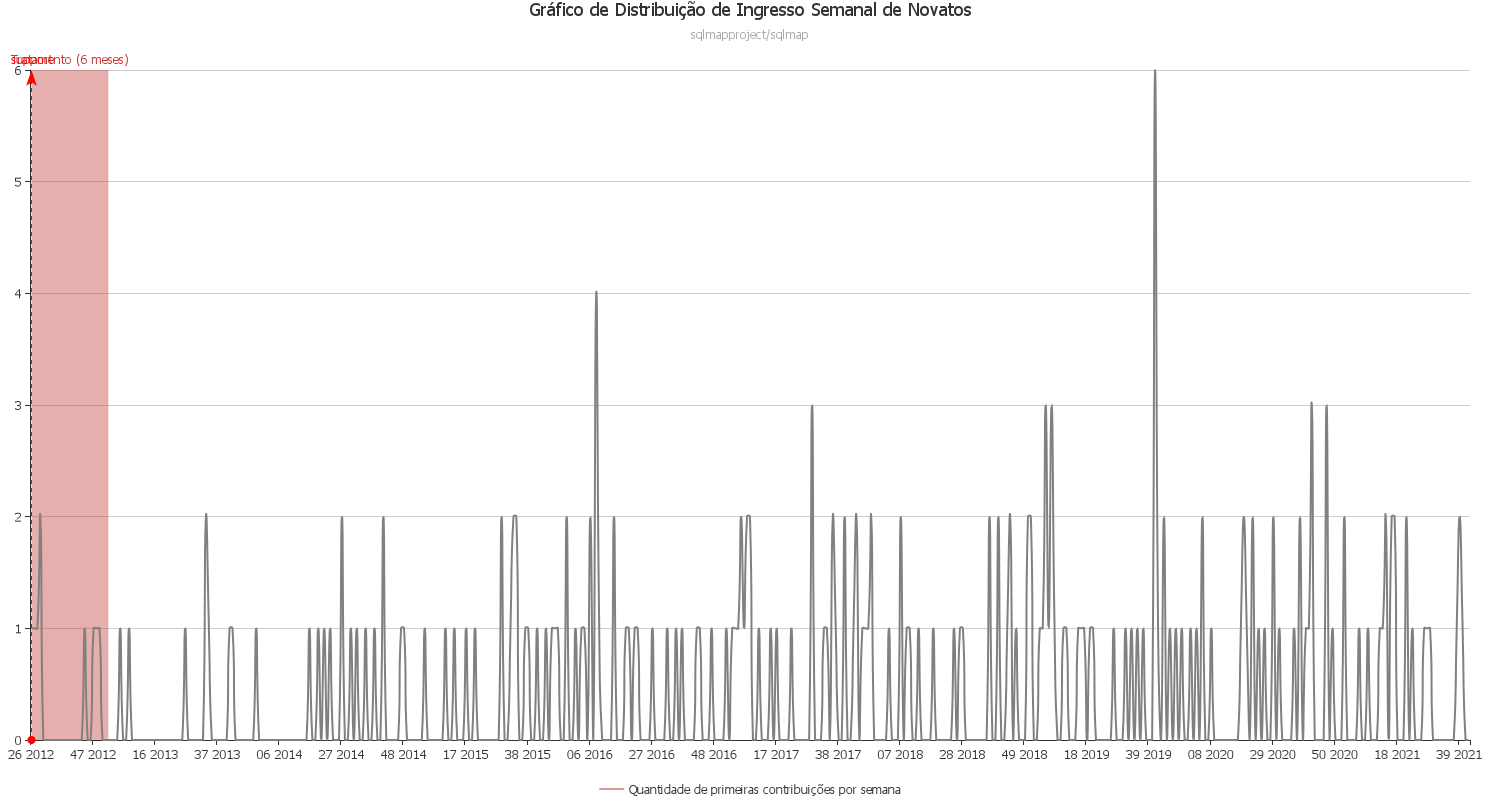 Gráfico de Distribuição de Ingresso Semanal de Novatos
sqlmapproject/sqlmap
(6 meses)
6
5
4
3
2
1
0
26 2012 47 2012 16 2013 37 2013 06 2014 27 2014 48 2014 17 2015 38 2015 06 2016 27 2016 48 2016 17 2017 38 2017 07 2018 28 2018 49 2018 18 2019 39 2019 08 2020 29 2020 50 2020 18 2021 39 2021
Quantidade de primeiras contribuições por semana